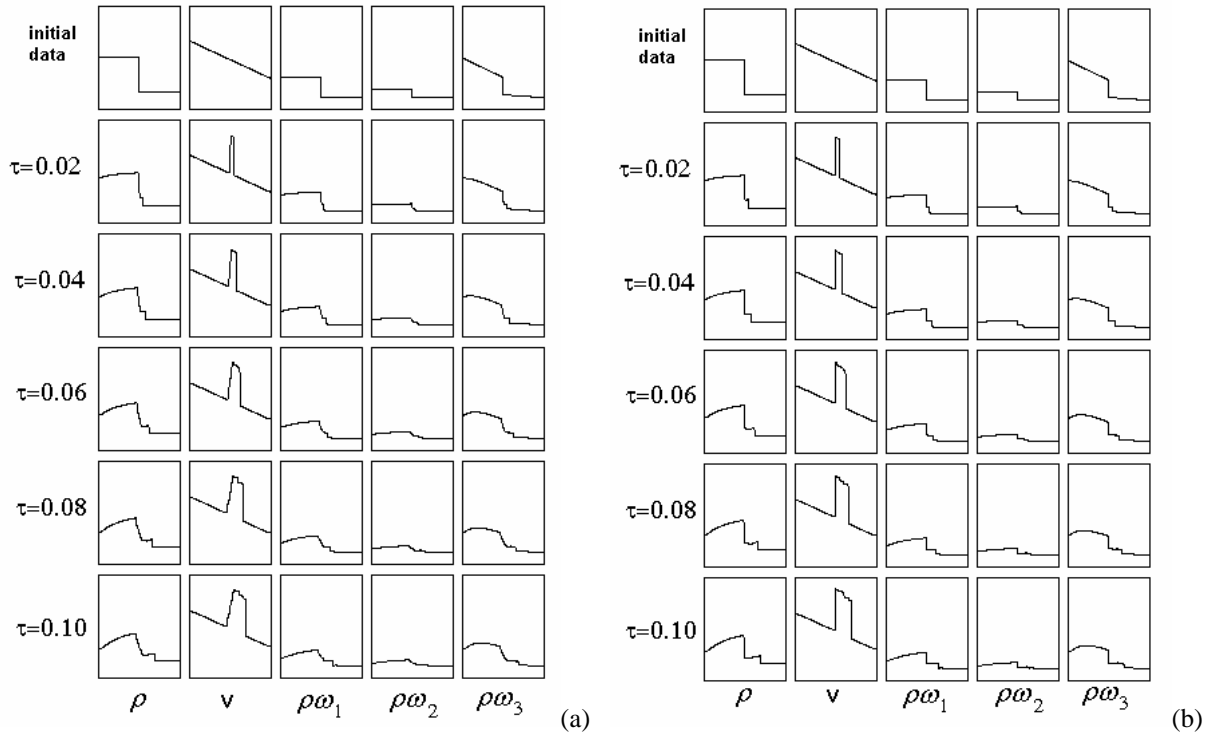 initial
data
τ=0.02
τ=0.04
τ=0.06
τ=0.08
τ=0.10
ρ v ρω₁ ρω₂ ρω₃ (a)
initial
data
τ=0.02
τ=0.04
τ=0.06
τ=0.08
τ=0.10
ρ v ρω₁ ρω₂ ρω₃ (b)